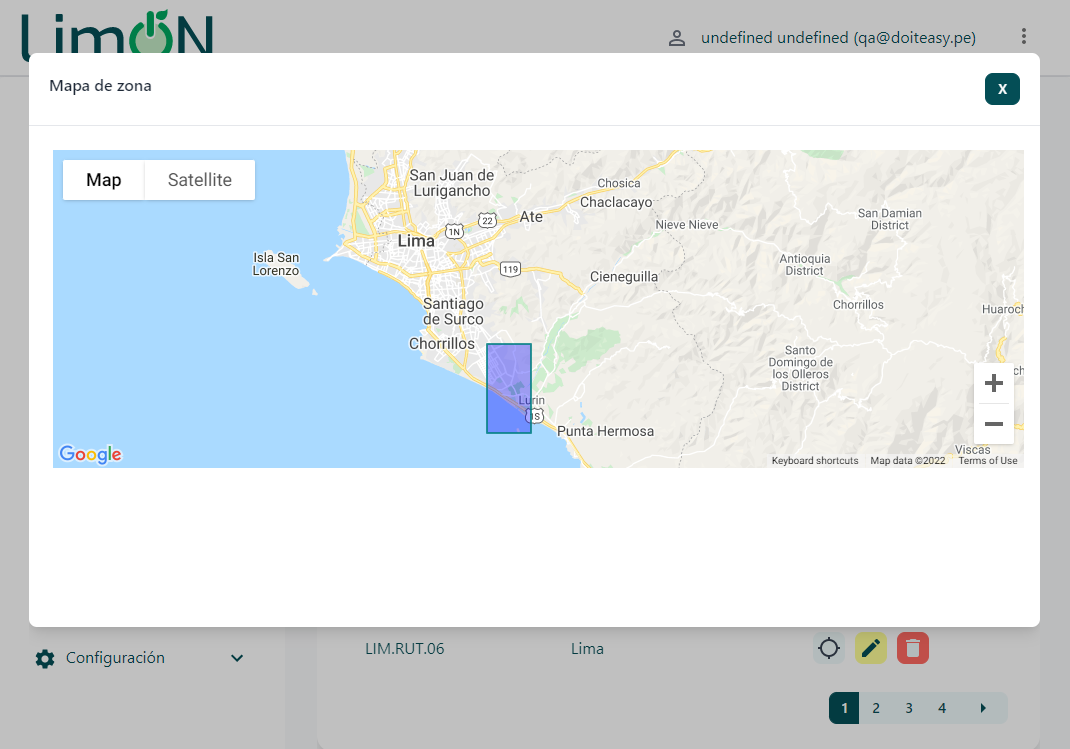 LimON
undefined undefined (qa@doiteasy.pe)
Mapa de zona
X
Map
Satellite
San Juan de
Lurigancho
Chosica
Chaclacayo
22
Ate
1N
Nieve Nieve
San Damian
District
Lima
Isla San
Lorenzo
119
Cieneguilla
Antioquia
District
Santiago
de Surco
Chorrillos
Huaroch
Chorrillos
Santo
Domingo de
los Olleros
District
+
Lurin
1S
−
Punta Hermosa
Viscas
Google
Keyboard shortcuts
Map data ©2022
Terms of Use
LIM.RUT.06
Lima
Configuración
1
2
3
4